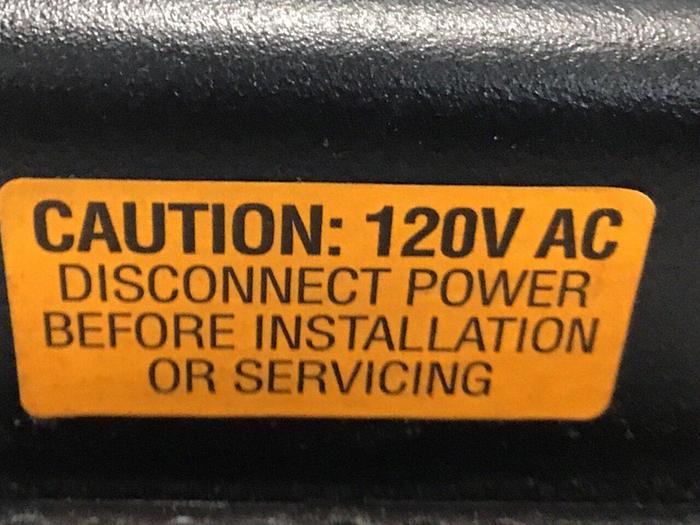 CAUTION: 120V AC
DISCONNECT POWER
BEFORE INSTALLATION
OR SERVICING